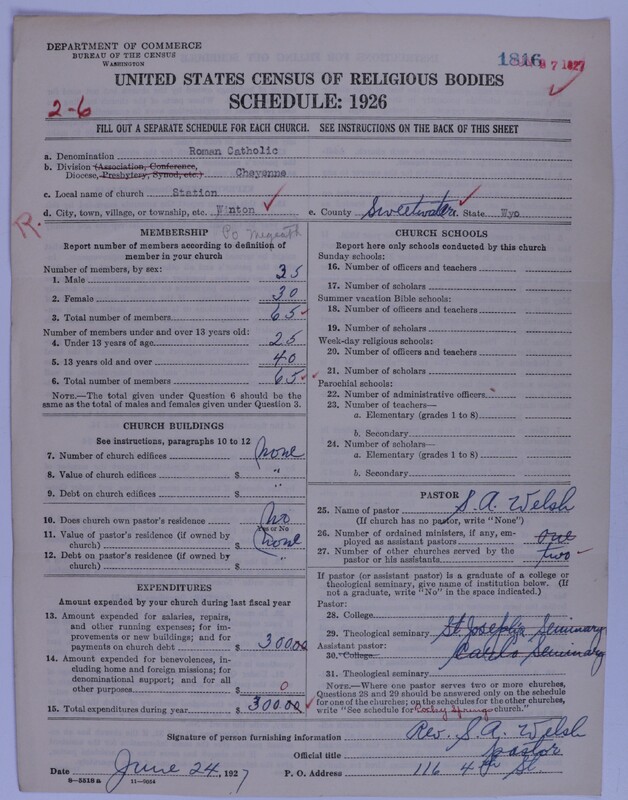 DEPARTMENT OF COMMERCE
BUREAU OF THE CENSUS
WASHINGTON
1816
UNITED STATES CENSUS OF RELIGIOUS BODIES
SCHEDULE: 1926
2-6
FILL OUT A SEPARATE SCHEDULE FOR EACH CHURCH. SEE INSTRUCTIONS ON THE BACK OF THIS SHEET
a. Denomination Roman Catholic
b. Division (Association, Conference,
Diocese, Presbytery, Synod, etc.) Cheyenne
c. Local name of church Station
d. City, town, village, or township, etc. Winton e. County Sweetwater State Wyo
R.
Co Megeath
MEMBERSHIP
Report number of members according to definition of
member in your church
Number of members, by sex:
1. Male 35
2. Female 30
3. Total number of members 65
Number of members under and over 13 years old:
4. Under 13 years of age 25
5. 13 years old and over 40
6. Total number of members 65
NOTE.—The total given under Question 6 should be
the same as the total of males and females given under Question 3.
CHURCH BUILDINGS
See instructions, paragraphs 10 to 12
7. Number of church edifices none
8. Value of church edifices $ "
9. Debt on church edifices $ "
10. Does church own pastor's residence No
Yes or No
11. Value of pastor's residence (if owned by
church) $ none
12. Debt on pastor's residence (if owned by
church) $ "
EXPENDITURES
Amount expended by your church during last fiscal year
13. Amount expended for salaries, repairs,
and other running expenses; for im-
provements or new buildings; and for
payments on church debt $ 300.00
14. Amount expended for benevolences,
including home and foreign missions; for
denominational support; and for all
other purposes $ 0
15. Total expenditures during year $ 300.00
CHURCH SCHOOLS
Report here only schools conducted by this church
Sunday schools:
16. Number of officers and teachers
17. Number of scholars
Summer vacation Bible schools:
18. Number of officers and teachers
19. Number of scholars
Week-day religious schools:
20. Number of officers and teachers
21. Number of scholars
Parochial schools:
22. Number of administrative officers
23. Number of teachers—
a. Elementary (grades 1 to 8)
b. Secondary
24. Number of scholars—
a. Elementary (grades 1 to 8)
b. Secondary
PASTOR
25. Name of pastor S. A. Welsh
(If church has no pastor, write "None")
26. Number of ordained ministers, if any, em-
ployed as assistant pastors one
27. Number of other churches served by the
pastor or his assistants two
If pastor (or assistant pastor) is a graduate of a college or
theological seminary, give name of institution below. (If
not a graduate, write "No" in the space indicated.)
Pastor:
28. College
29. Theological seminary St Joseph's Seminary
Assistant pastor:
30. College Carlo Seminary
31. Theological seminary
NOTE.—Where one pastor serves two or more churches,
Questions 28 and 29 should be answered only on the schedule
for one of the churches; on the schedules for the other churches,
write "See schedule for Rocky Springs church."
Signature of person furnishing information Rev. S. A. Welsh
Official title pastor
Date June 24, 1927 P. O. Address 116 4th St.
8—5518a 11—6054